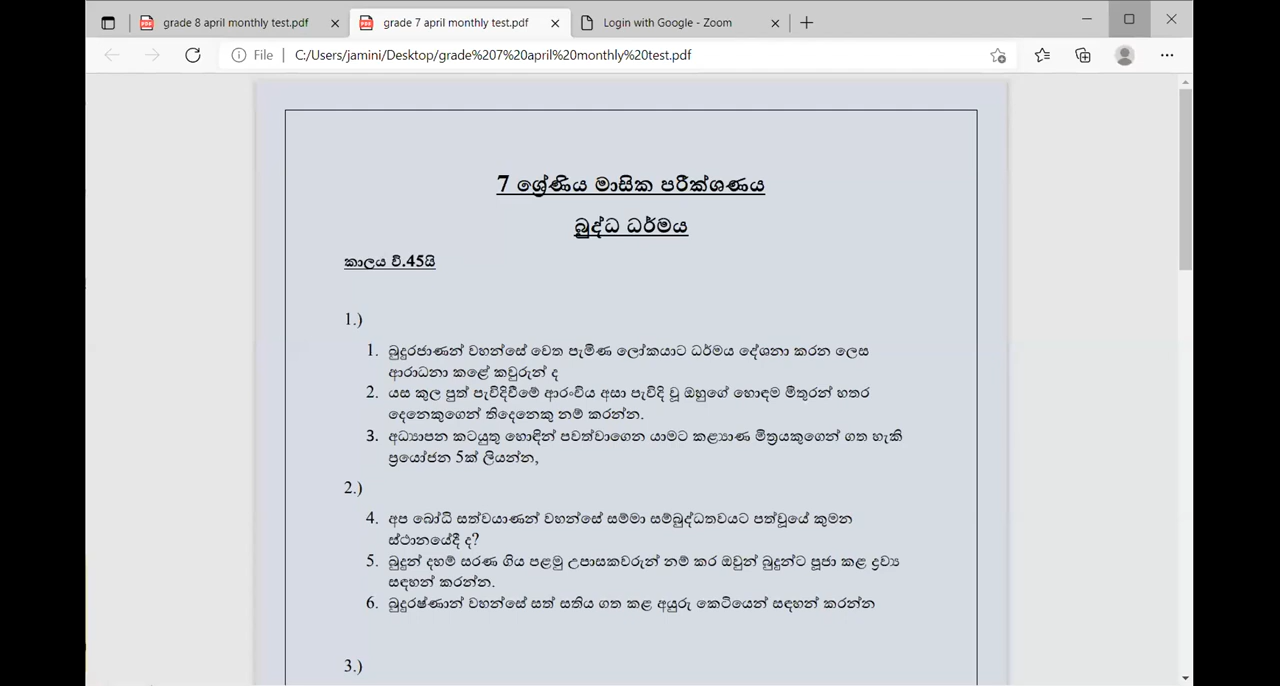 grade 8 april monthly test.pdf
grade 7 april monthly test.pdf
Login with Google - Zoom
File
C:/Users/jamini/Desktop/grade%207%20april%20monthly%20test.pdf
7 ශ්‍රේණිය මාසික පරීක්ශණය
බුද්ධ ධර්මය
කාලය වි.45යි
1.)
1. බුදුරජාණන් වහන්සේ වෙත පැමිණ ලෝකයාට ධර්මය දේශනා කරන ලෙස
ආරාධනා කළේ කවුරුන් ද
2. යස කුල පුත් පැවිදිවීමේ ආරංචිය අසා පැවිදි වූ ඔහුගේ හොඳම මිතුරන් හතර
දෙනෙකුගෙන් තිදෙනෙකු නම් කරන්න.
3. අධ්‍යාපන කටයුතු හොඳින් පවත්වාගෙන යාමට කළ්‍යාණ මිත්‍රයකුගෙන් ගත හැකි
ප්‍රයෝජන 5ක් ලියන්න,
2.)
4. අප බෝධි සත්වයාණන් වහන්සේ සම්මා සම්බුද්ධතවයට පත්වූයේ කුමන
ස්ථානයේදී ද?
5. බුදුන් දහම් සරණ ගිය පළමු උපාසකවරුන් නම් කර ඔවුන් බුදුන්ට පූජා කළ ද්‍රව්‍ය
සඳහන් කරන්න.
6. බුදුරෂ්ණාන් වහන්සේ සත් සතිය ගත කළ අයුරු කෙටියෙන් සඳහන් කරන්න
3.)